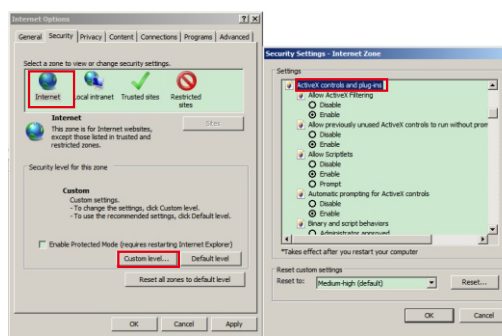 Internet Options
General Security Privacy Content Connections Programs Advanced
Select a zone to view or change security settings.
Internet Local intranet Trusted sites Restricted
sites
Internet
This zone is for Internet websites,
except those listed in trusted and
restricted zones.
Sites
Security level for this zone
Custom
Custom settings.
- To change the settings, click Custom level.
- To use the recommended settings, click Default level.
Enable Protected Mode (requires restarting Internet Explorer)
Custom level... Default level
Reset all zones to default level
OK Cancel Apply
Security Settings - Internet Zone
Settings
ActiveX controls and plug-ins
Allow ActiveX Filtering
Disable
Enable
Allow previously unused ActiveX controls to run without prom
Disable
Enable
Allow Scriptlets
Disable
Enable
Prompt
Automatic prompting for ActiveX controls
Disable
Enable
Binary and script behaviors
Administrator approved
*Takes effect after you restart your computer
Reset custom settings
Reset to: Medium-high (default) Reset...
OK Cancel